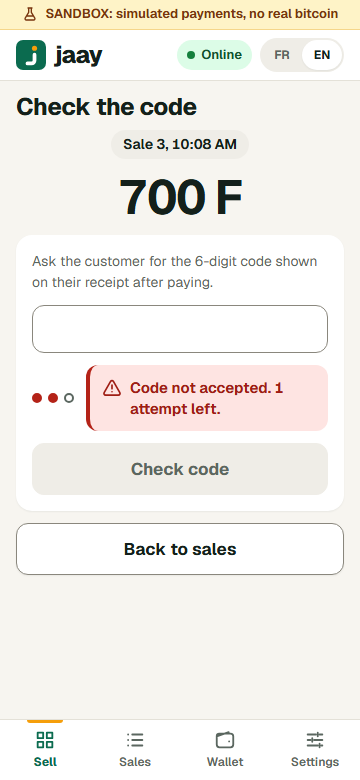 SANDBOX: simulated payments, no real bitcoin
jaay
Online
FR
EN
Check the code
Sale 3, 10:08 AM
700 F
Ask the customer for the 6-digit code shown
on their receipt after paying.
Code not accepted. 1
attempt left.
Check code
Back to sales
Sell
Sales
Wallet
Settings